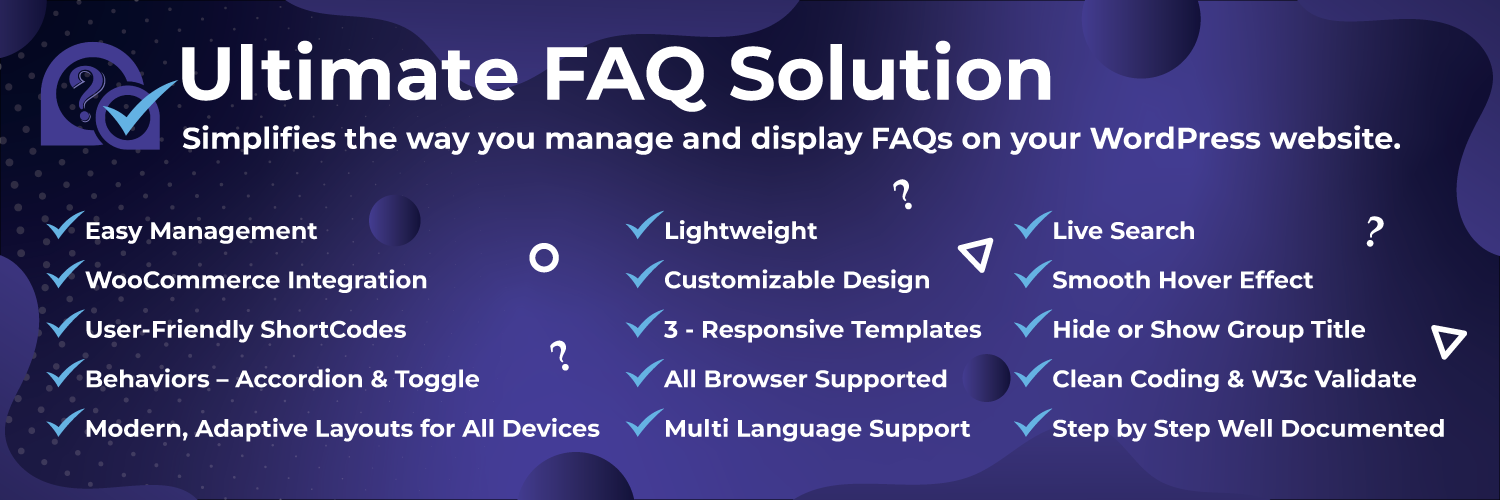 Ultimate FAQ Solution
Simplifies the way you manage and display FAQs on your WordPress website.
Easy Management
WooCommerce Integration
User-Friendly ShortCodes
Behaviors – Accordion & Toggle
Modern, Adaptive Layouts for All Devices
Lightweight
Customizable Design
3 - Responsive Templates
All Browser Supported
Multi Language Support
Live Search
Smooth Hover Effect
Hide or Show Group Title
Clean Coding & W3c Validate
Step by Step Well Documented